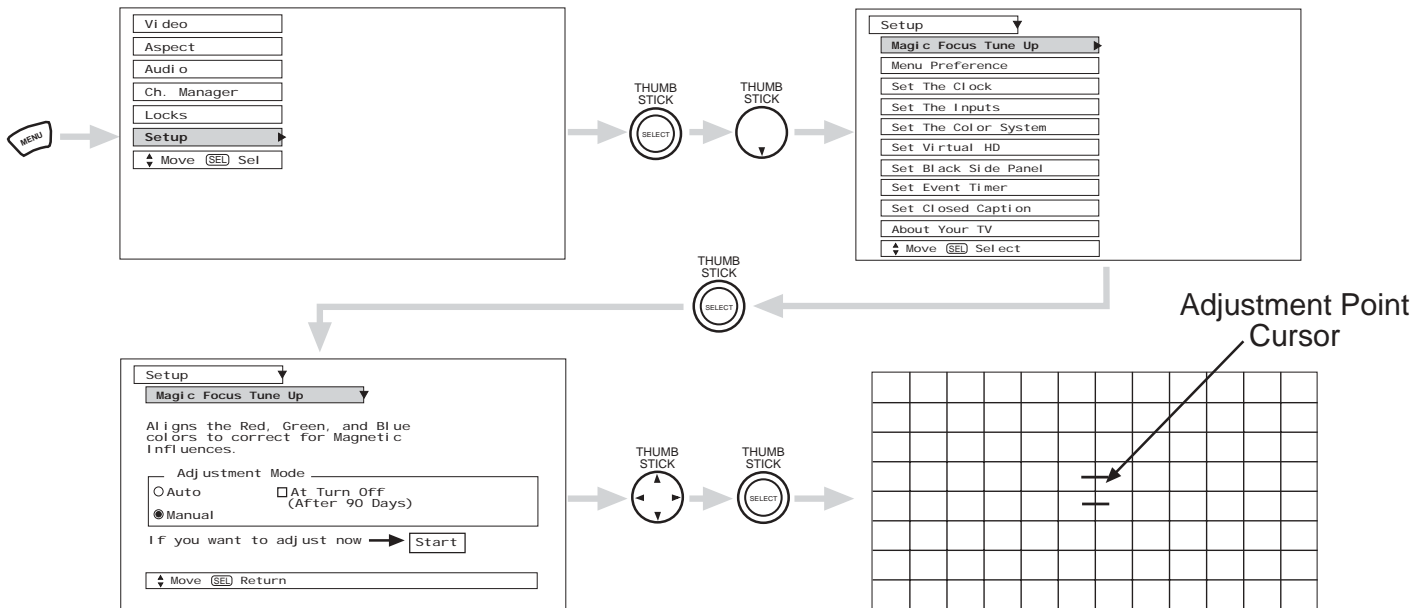 MENU
Video
Aspect
Audio
Ch. Manager
Locks
Setup
Move SEL Sel
THUMB
STICK
SELECT
THUMB
STICK
Setup
Magic Focus Tune Up
Menu Preference
Set The Clock
Set The Inputs
Set The Color System
Set Virtual HD
Set Black Side Panel
Set Event Timer
Set Closed Caption
About Your TV
Move SEL Select
THUMB
STICK
SELECT
Setup
Magic Focus Tune Up
Aligns the Red, Green, and Blue
colors to correct for Magnetic
Influences.
Adjustment Mode
Auto At Turn Off
(After 90 Days)
Manual
If you want to adjust now Start
Move SEL Return
THUMB
STICK
THUMB
STICK
SELECT
Adjustment Point
Cursor